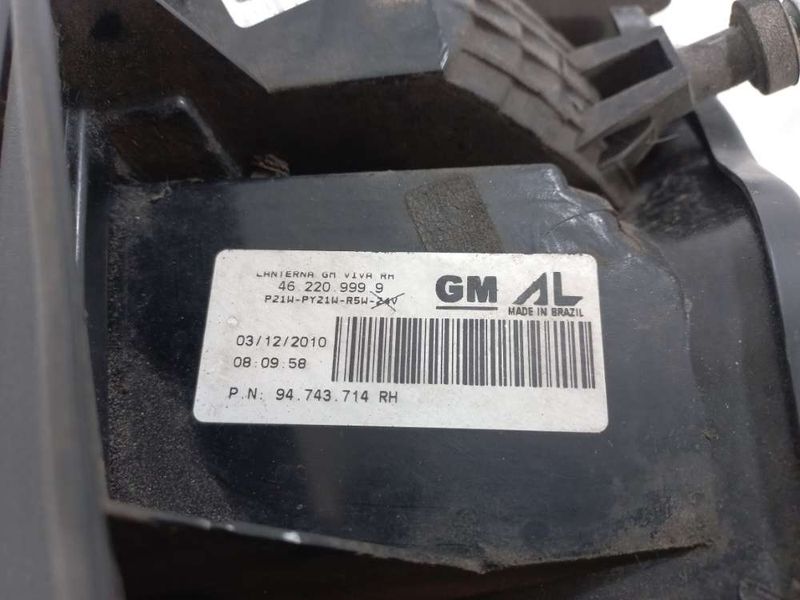 LANTERNA GM VIVA RH
46.220.999.9
P21W-PY21W-R5W-24V
GM AL
MADE IN BRAZIL
03/12/2010
08:09:58
P.N: 94.743.714 RH